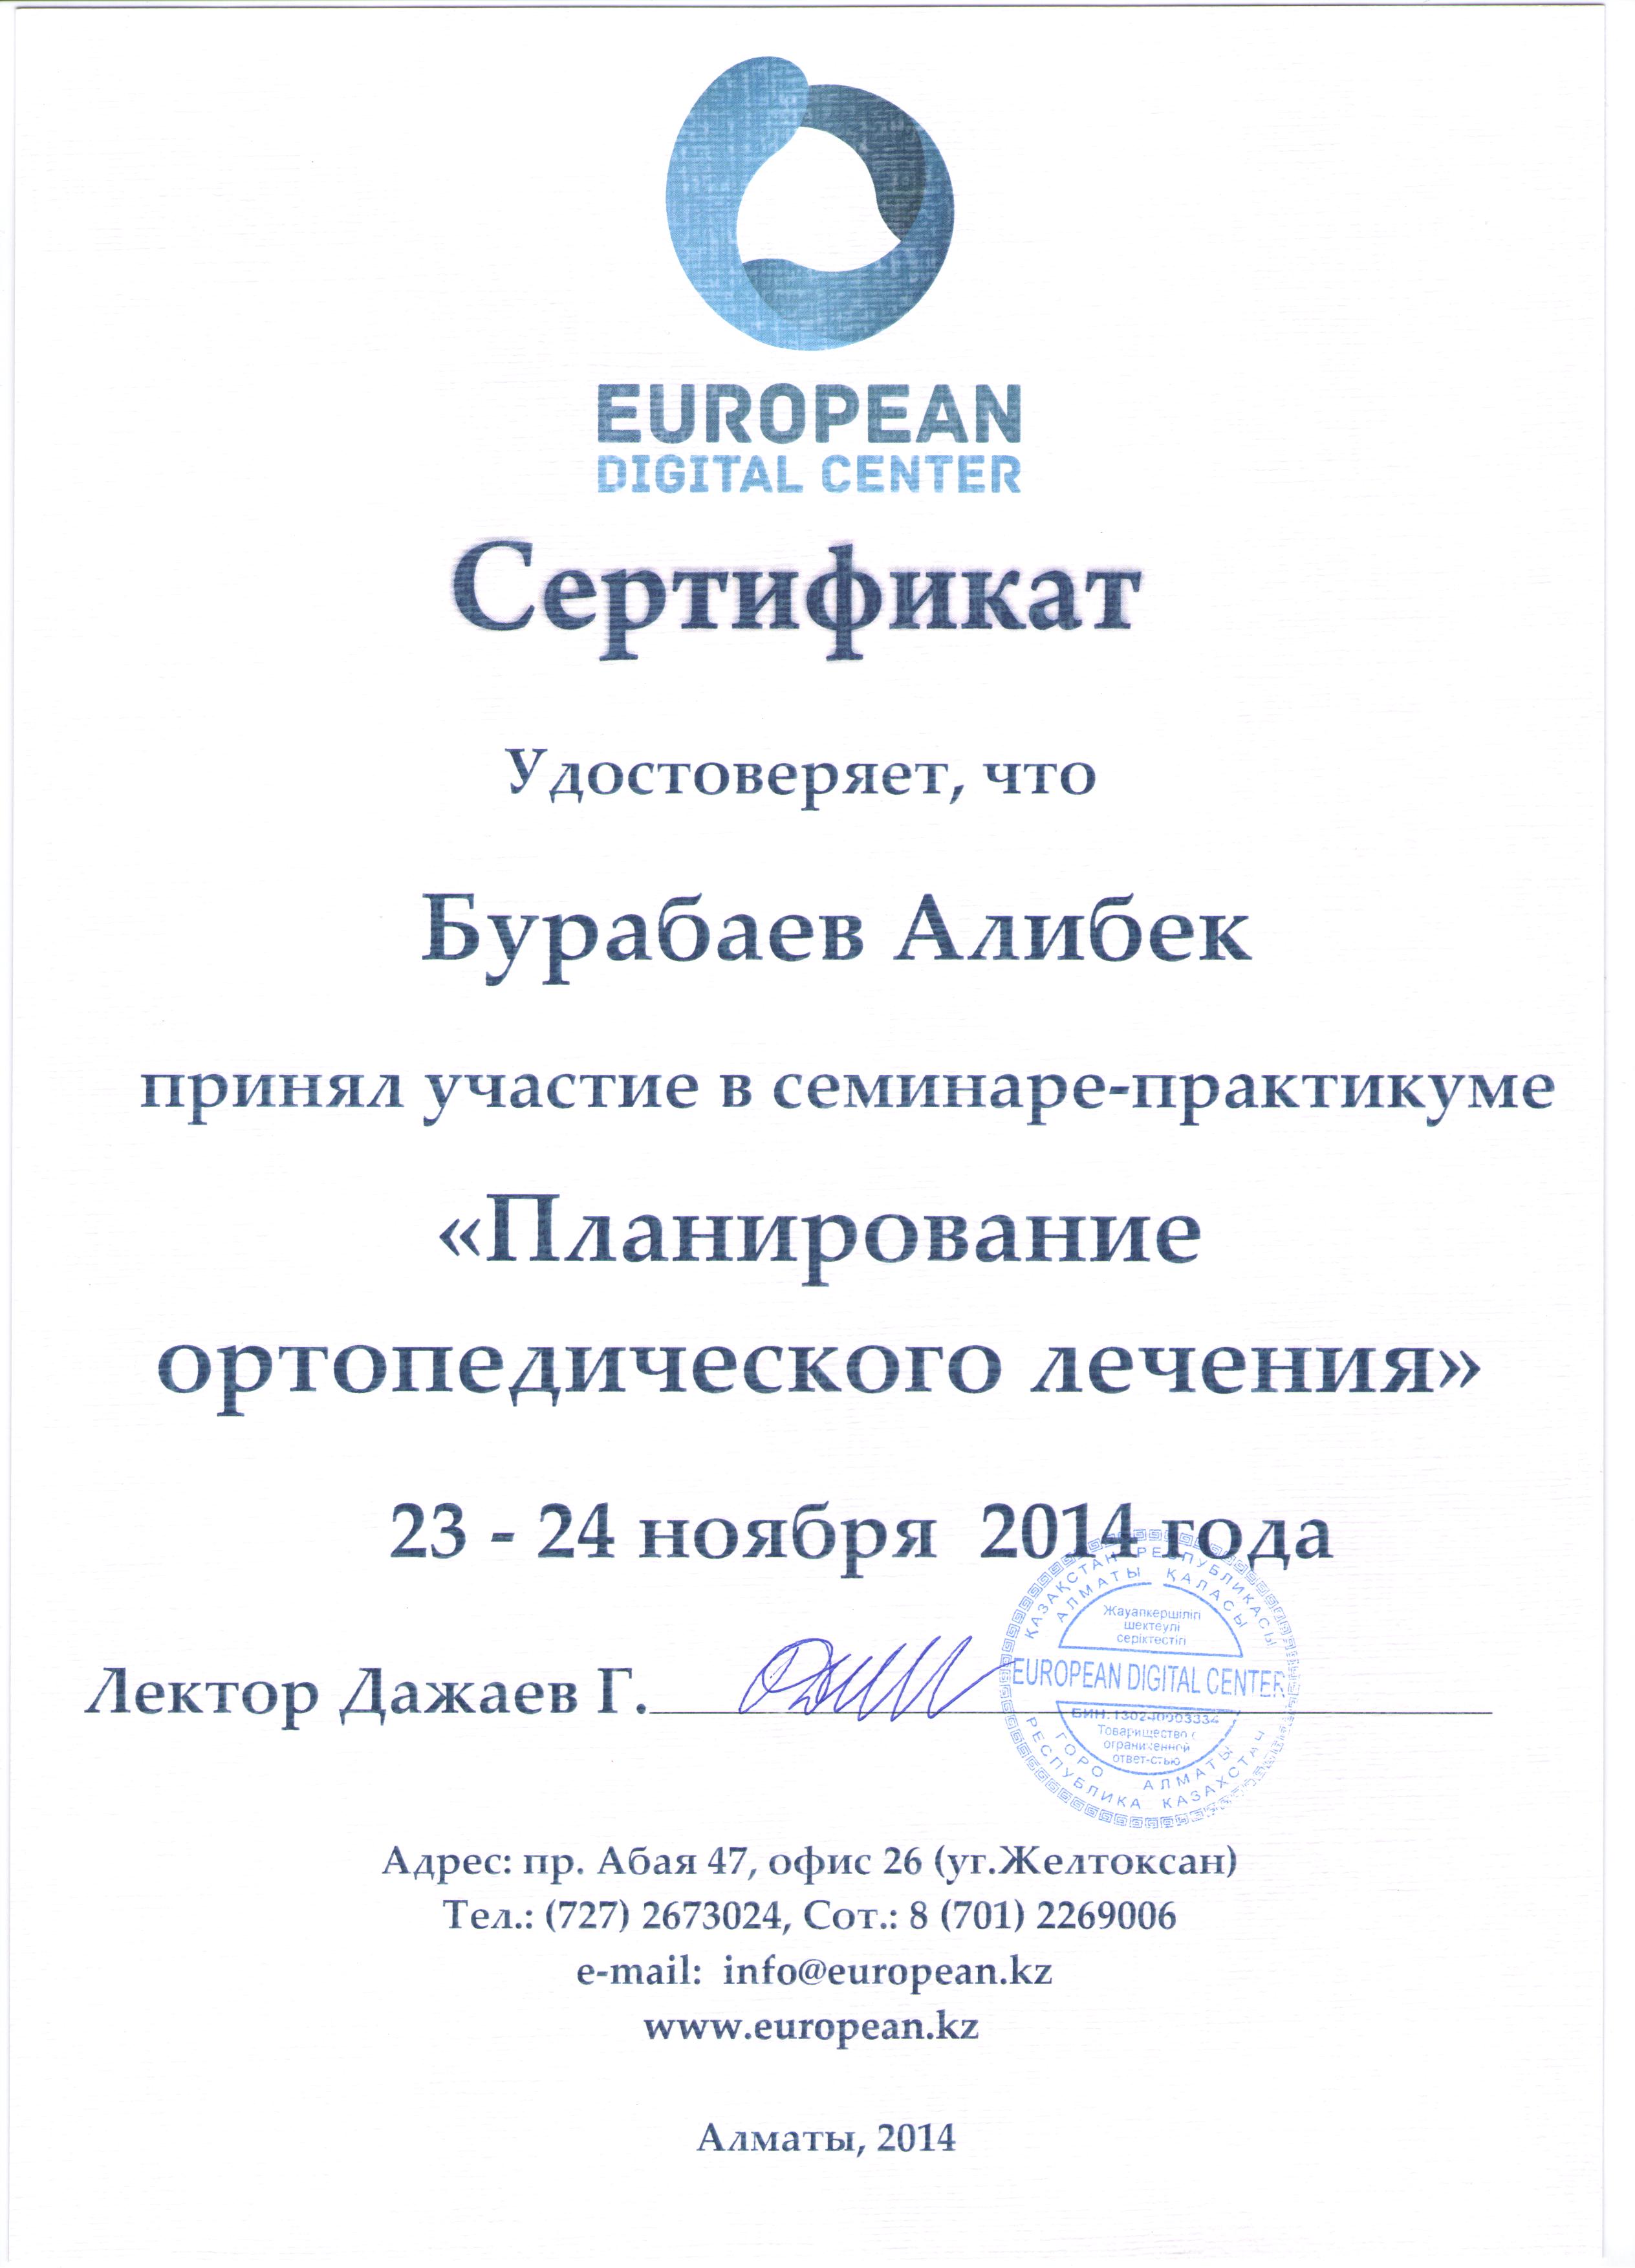 EUROPEAN
DIGITAL CENTER
Сертификат
Удостоверяет, что
Бурабаев Алибек
принял участие в семинаре-практикуме
«Планирование
ортопедического лечения»
23 - 24 ноября 2014 года
ҚАЗАҚСТАН РЕСПУБЛИКАСЫ
АЛМАТЫ ҚАЛАСЫ
Жауапкершілігі
шектеулі
серіктестігі
EUROPEAN DIGITAL CENTER
Лектор Дажаев Г.
БИН:
Товарищество с
ограниченной
ответ-стью
АЛМАТЫ
РЕСПУБЛИКА КАЗАХСТАН
Адрес: пр. Абая 47, офис 26 (уг.Желтоксан)
Тел.: (727) 2673024, Сот.: 8 (701) 2269006
e-mail: info@european.kz
www.european.kz
Алматы, 2014